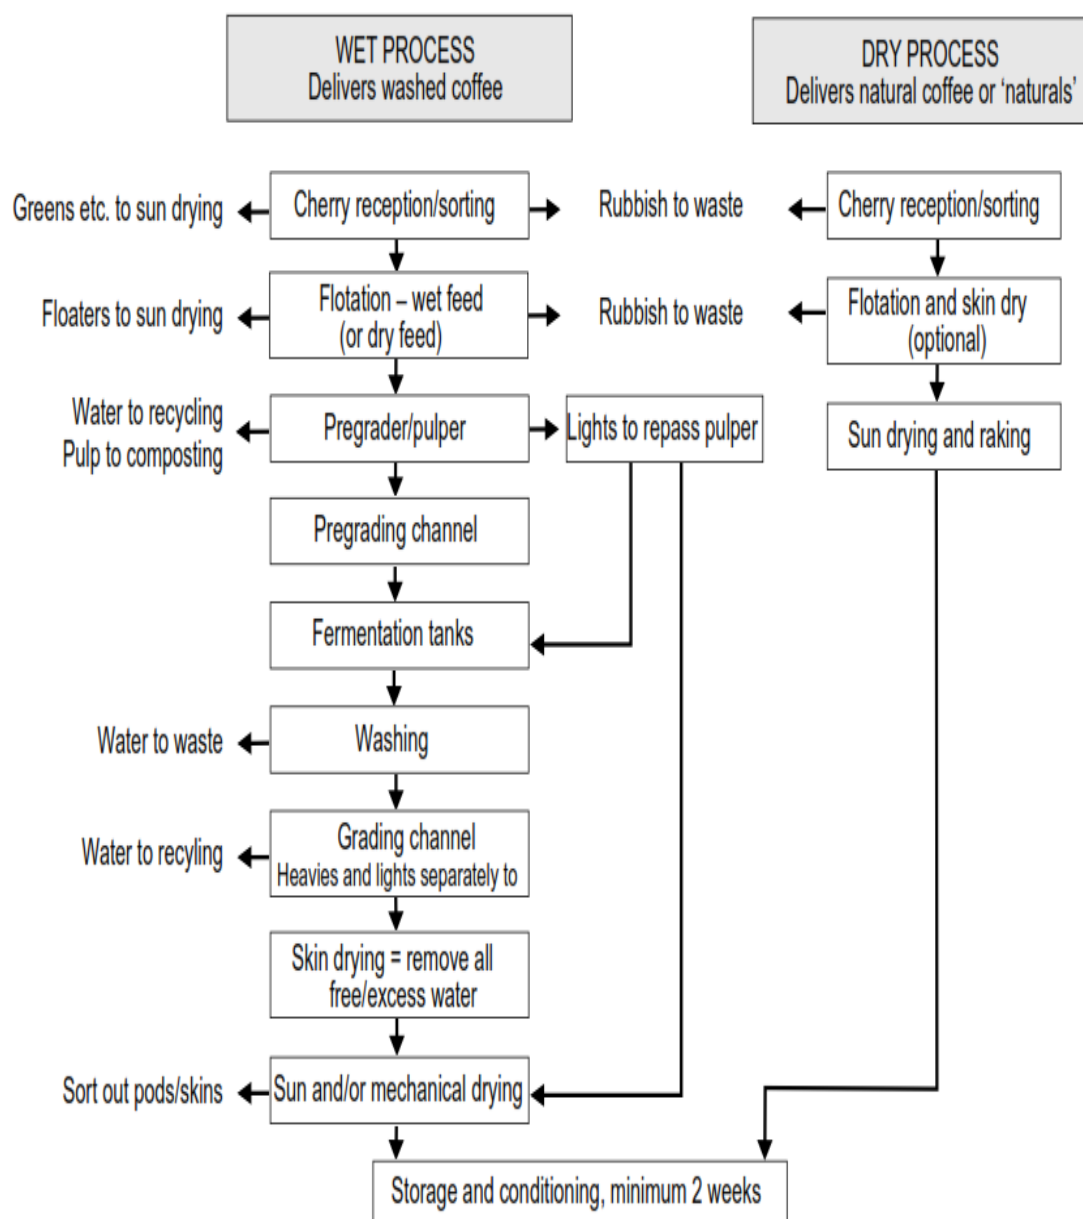 WET PROCESS
Delivers washed coffee
DRY PROCESS
Delivers natural coffee or ‘naturals’
Greens etc. to sun drying
Cherry reception/sorting
Rubbish to waste
Cherry reception/sorting
Floaters to sun drying
Flotation – wet feed
(or dry feed)
Rubbish to waste
Flotation and skin dry
(optional)
Water to recycling
Pulp to composting
Pregrader/pulper
Lights to repass pulper
Sun drying and raking
Pregrading channel
Fermentation tanks
Water to waste
Washing
Water to recyling
Grading channel
Heavies and lights separately to
Skin drying = remove all
free/excess water
Sort out pods/skins
Sun and/or mechanical drying
Storage and conditioning, minimum 2 weeks